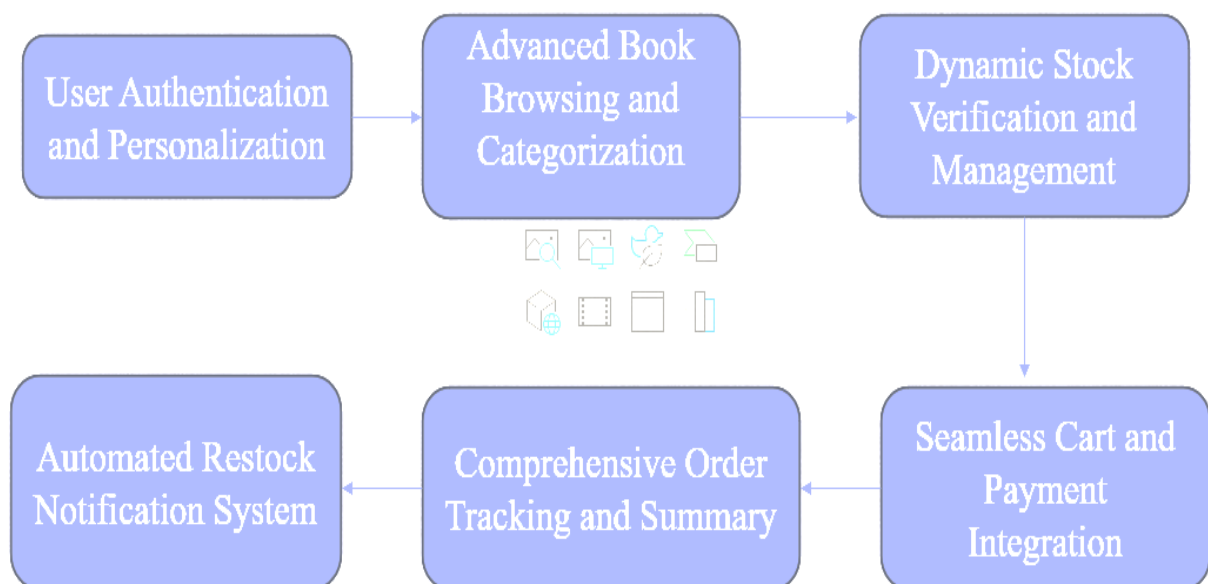 User Authentication
and Personalization
Advanced Book
Browsing and
Categorization
Dynamic Stock
Verification and
Management
Seamless Cart and
Payment
Integration
Comprehensive Order
Tracking and Summary
Automated Restock
Notification System